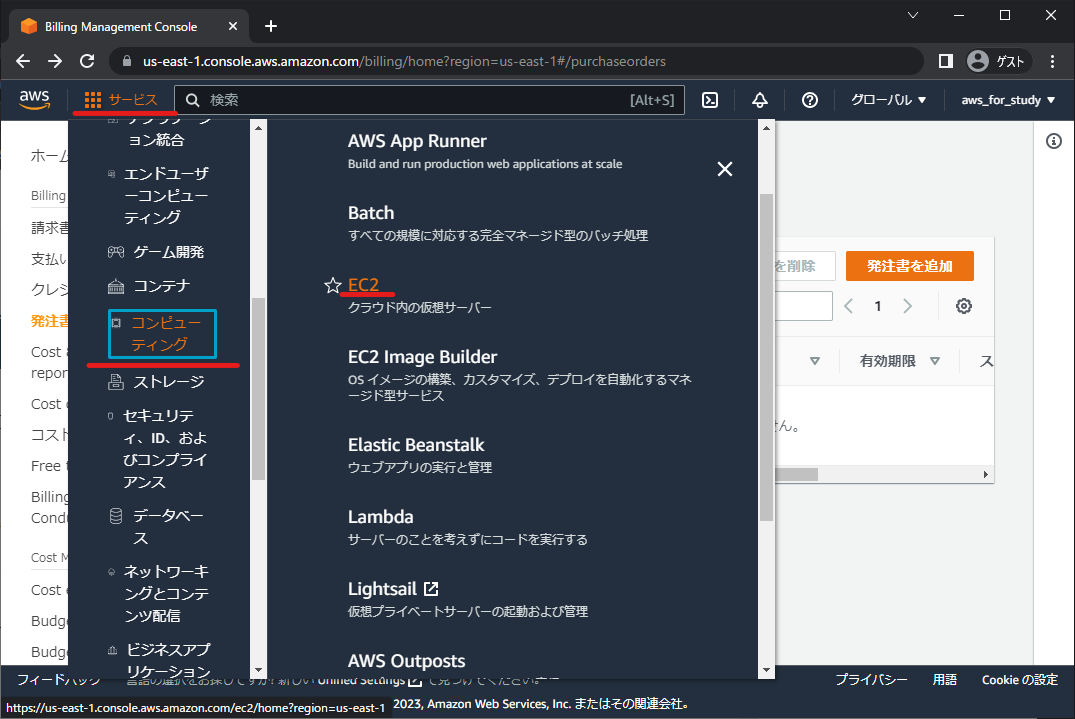 Billing Management Console
us-east-1.console.aws.amazon.com/billing/home?region=us-east-1#/purchaseorders
ゲスト
aws
サービス
検索
[Alt+S]
グローバル
aws_for_study
ョン統合
エンドユーザ
ーコンピュー
ティング
ゲーム開発
コンテナ
コンピュー
ティング
ストレージ
セキュリテ
ィ、ID、およ
びコンプライ
アンス
データベー
ス
ネットワーキ
ングとコンテ
ンツ配信
ビジネスアプ
リケーション
AWS App Runner
Build and run production web applications at scale
Batch
すべての規模に対応する完全マネージド型のバッチ処理
EC2
クラウド内の仮想サーバー
EC2 Image Builder
OS イメージの構築、カスタマイズ、デプロイを自動化するマネ
ージド型サービス
Elastic Beanstalk
ウェブアプリの実行と管理
Lambda
サーバーのことを考えずにコードを実行する
Lightsail
仮想プライベートサーバーの起動および管理
AWS Outposts
ホーム
Billing
請求書
支払い
クレジ
発注書
Cost
repor
Cost
コスト
Free
Billing
Condu
Cost M
Cost
Budge
Budge
を削除
発注書を追加
1
有効期限
ス
せん。
フィードバック
Unified Settings
プライバシー
用語
Cookie の設定
https://us-east-1.console.aws.amazon.com/ec2/home?region=us-east-1
2023, Amazon Web Services, Inc. またはその関連会社。